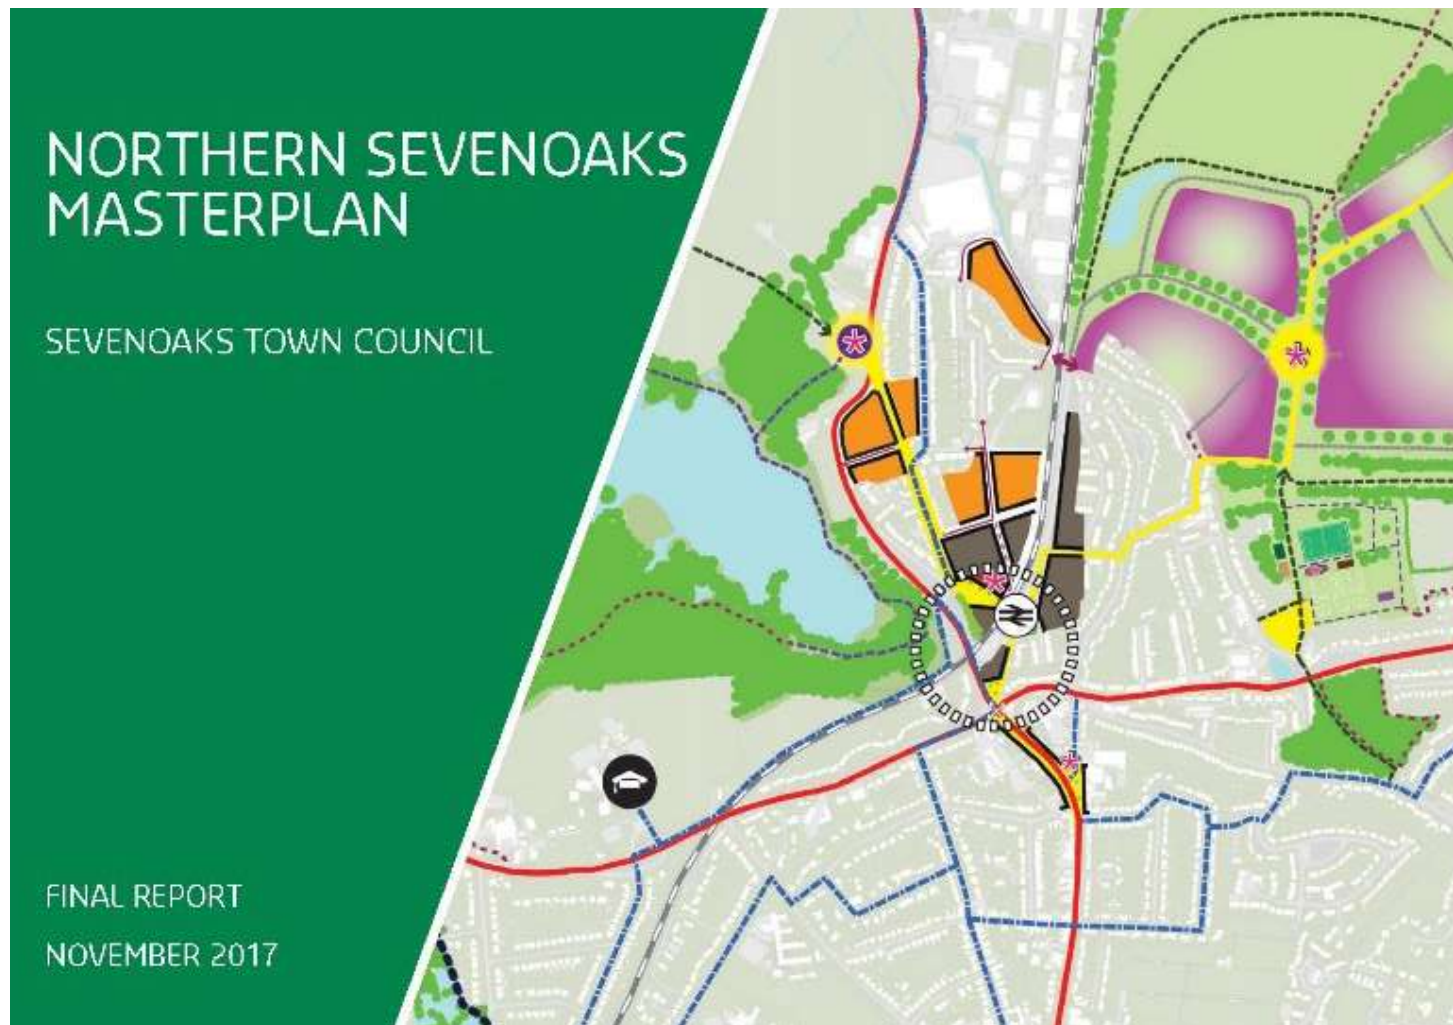 NORTHERN SEVENOAKS
MASTERPLAN
SEVENOAKS TOWN COUNCIL
FINAL REPORT
NOVEMBER 2017